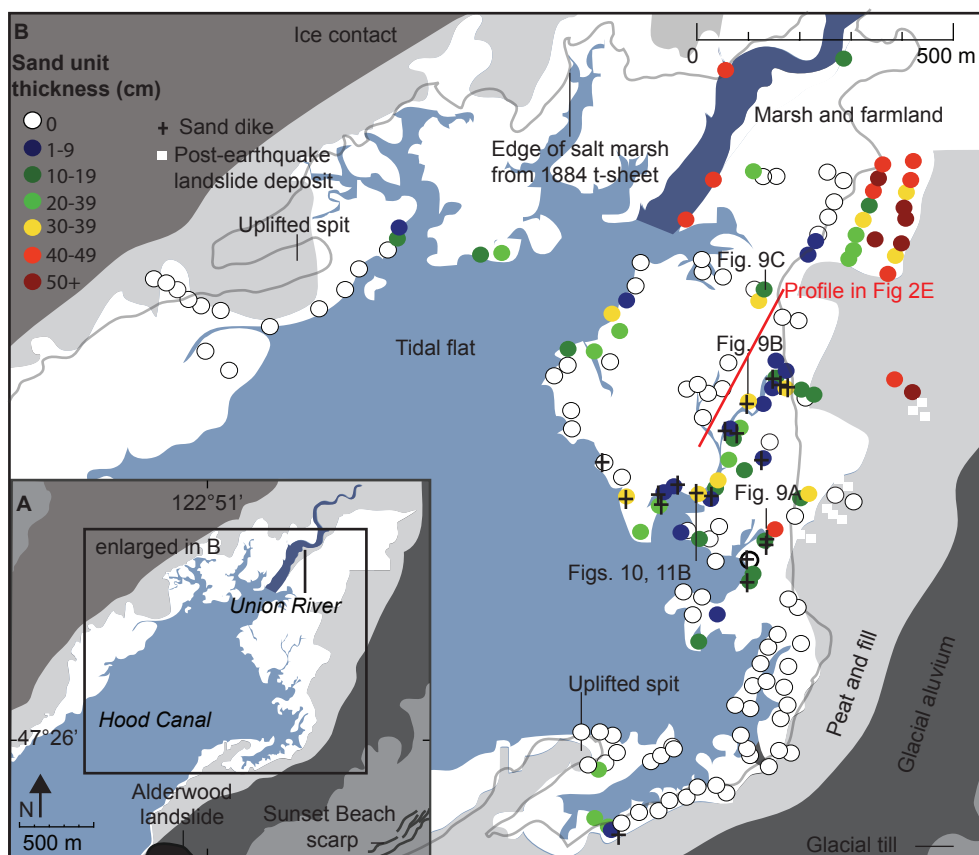 B
Ice contact
0 500 m
Sand unit
thickness (cm)
0
1-9
10-19
20-39
30-39
40-49
50+
Sand dike
Post-earthquake
landslide deposit
Uplifted spit
Edge of salt marsh
from 1884 t-sheet
Marsh and farmland
Fig. 9C
Profile in Fig 2E
Tidal flat
Fig. 9B
Fig. 9A
Figs. 10, 11B
Uplifted spit
Peat and fill
Glacial aluvium
Glacial till
A
122°51'
enlarged in B
Union River
Hood Canal
47°26'
N
500 m
Alderwood
landslide
Sunset Beach
scarp